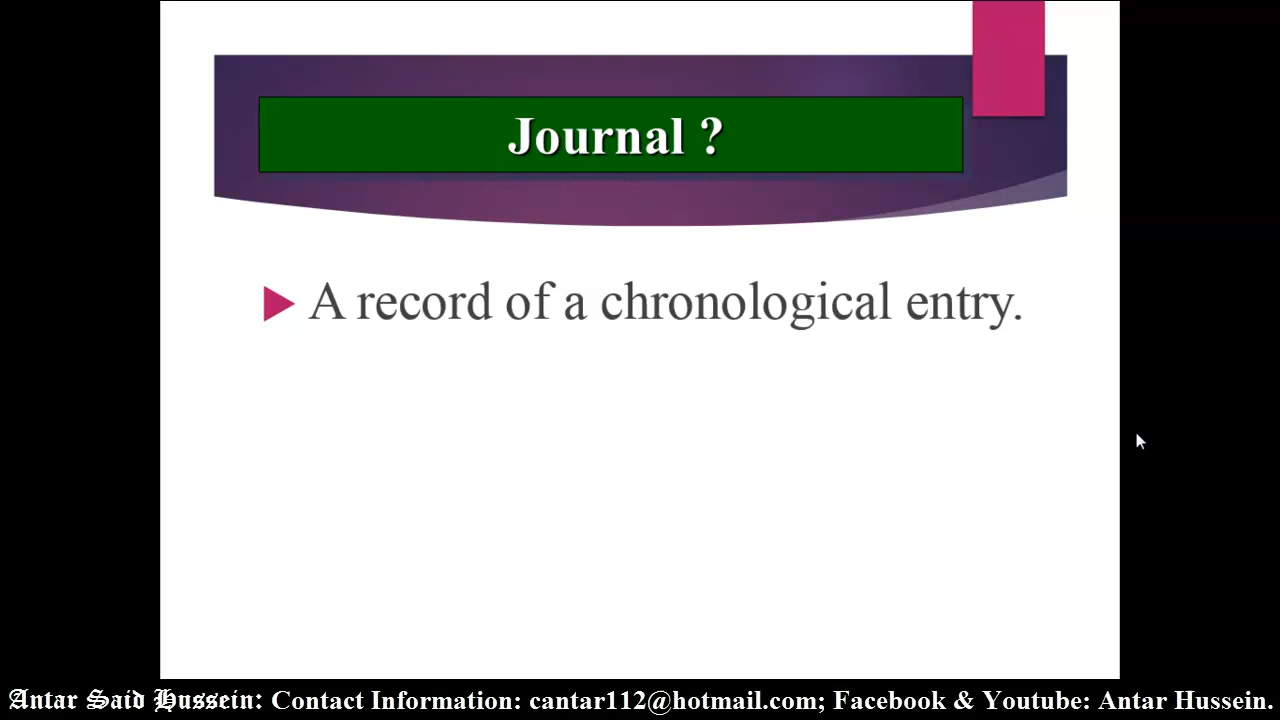 Journal ?
A record of a chronological entry.
Antar Said Hussein: Contact Information: cantar112@hotmail.com; Facebook & Youtube: Antar Hussein.